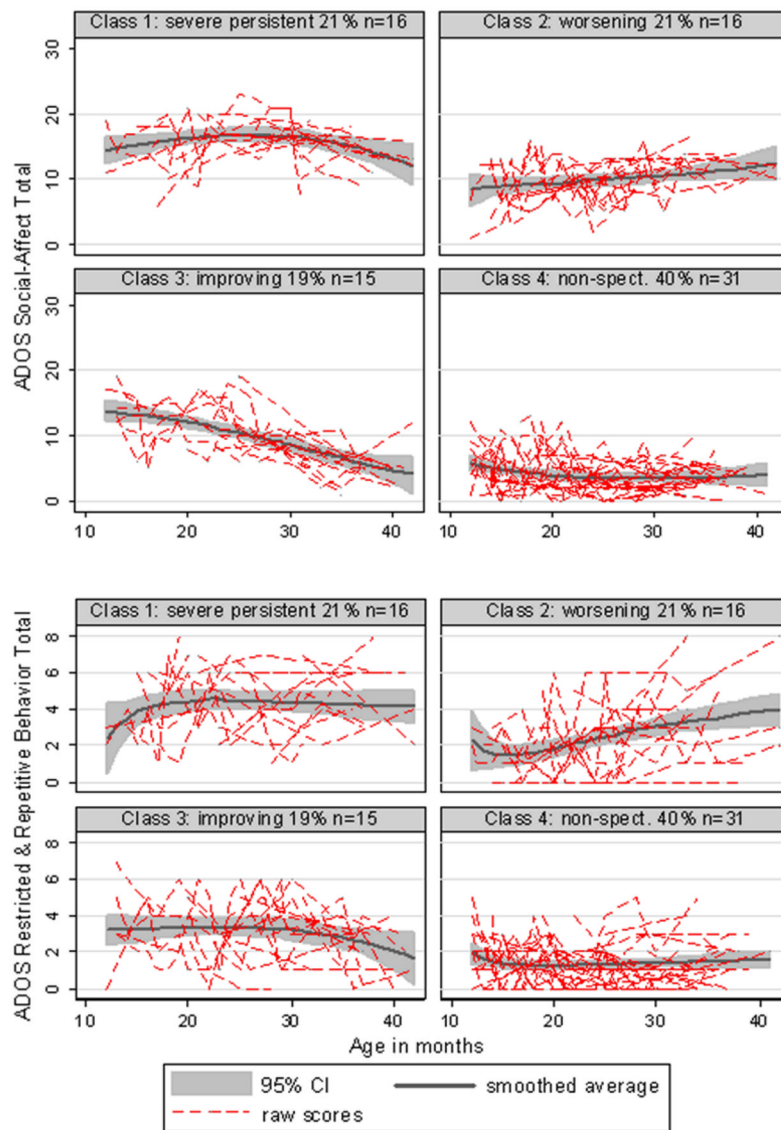 Class 1: severe persistent 21% n=16
Class 2: worsening 21% n=16
30
20
10
0
ADOS Social-Affect Total
Class 3: improving 19% n=15
Class 4: non-spect. 40% n=31
30
20
10
0
10 20 30 40 10 20 30 40
Class 1: severe persistent 21% n=16
Class 2: worsening 21% n=16
8
6
4
2
0
ADOS Restricted & Repetitive Behavior Total
Class 3: improving 19% n=15
Class 4: non-spect. 40% n=31
8
6
4
2
0
10 20 30 40 10 20 30 40
Age in months
95% CI smoothed average
raw scores